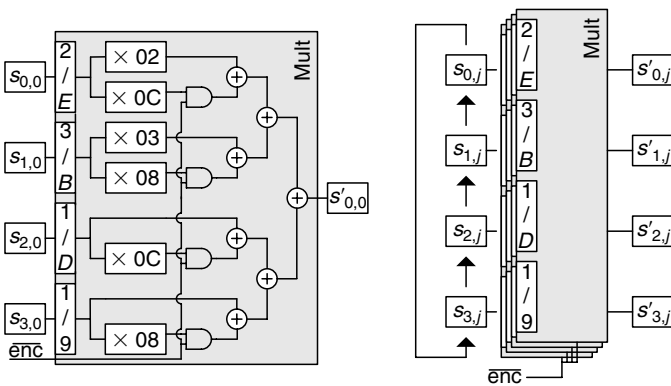 s0,0
2 / E
× 02
× 0C
Mult
s1,0
3 / B
× 03
× 08
s2,0
1 / D
× 0C
s3,0
1 / 9
× 08
enc
s′0,0
s0,j
2 / E
Mult
s′0,j
s1,j
3 / B
s′1,j
s2,j
1 / D
s′2,j
s3,j
1 / 9
s′3,j
enc